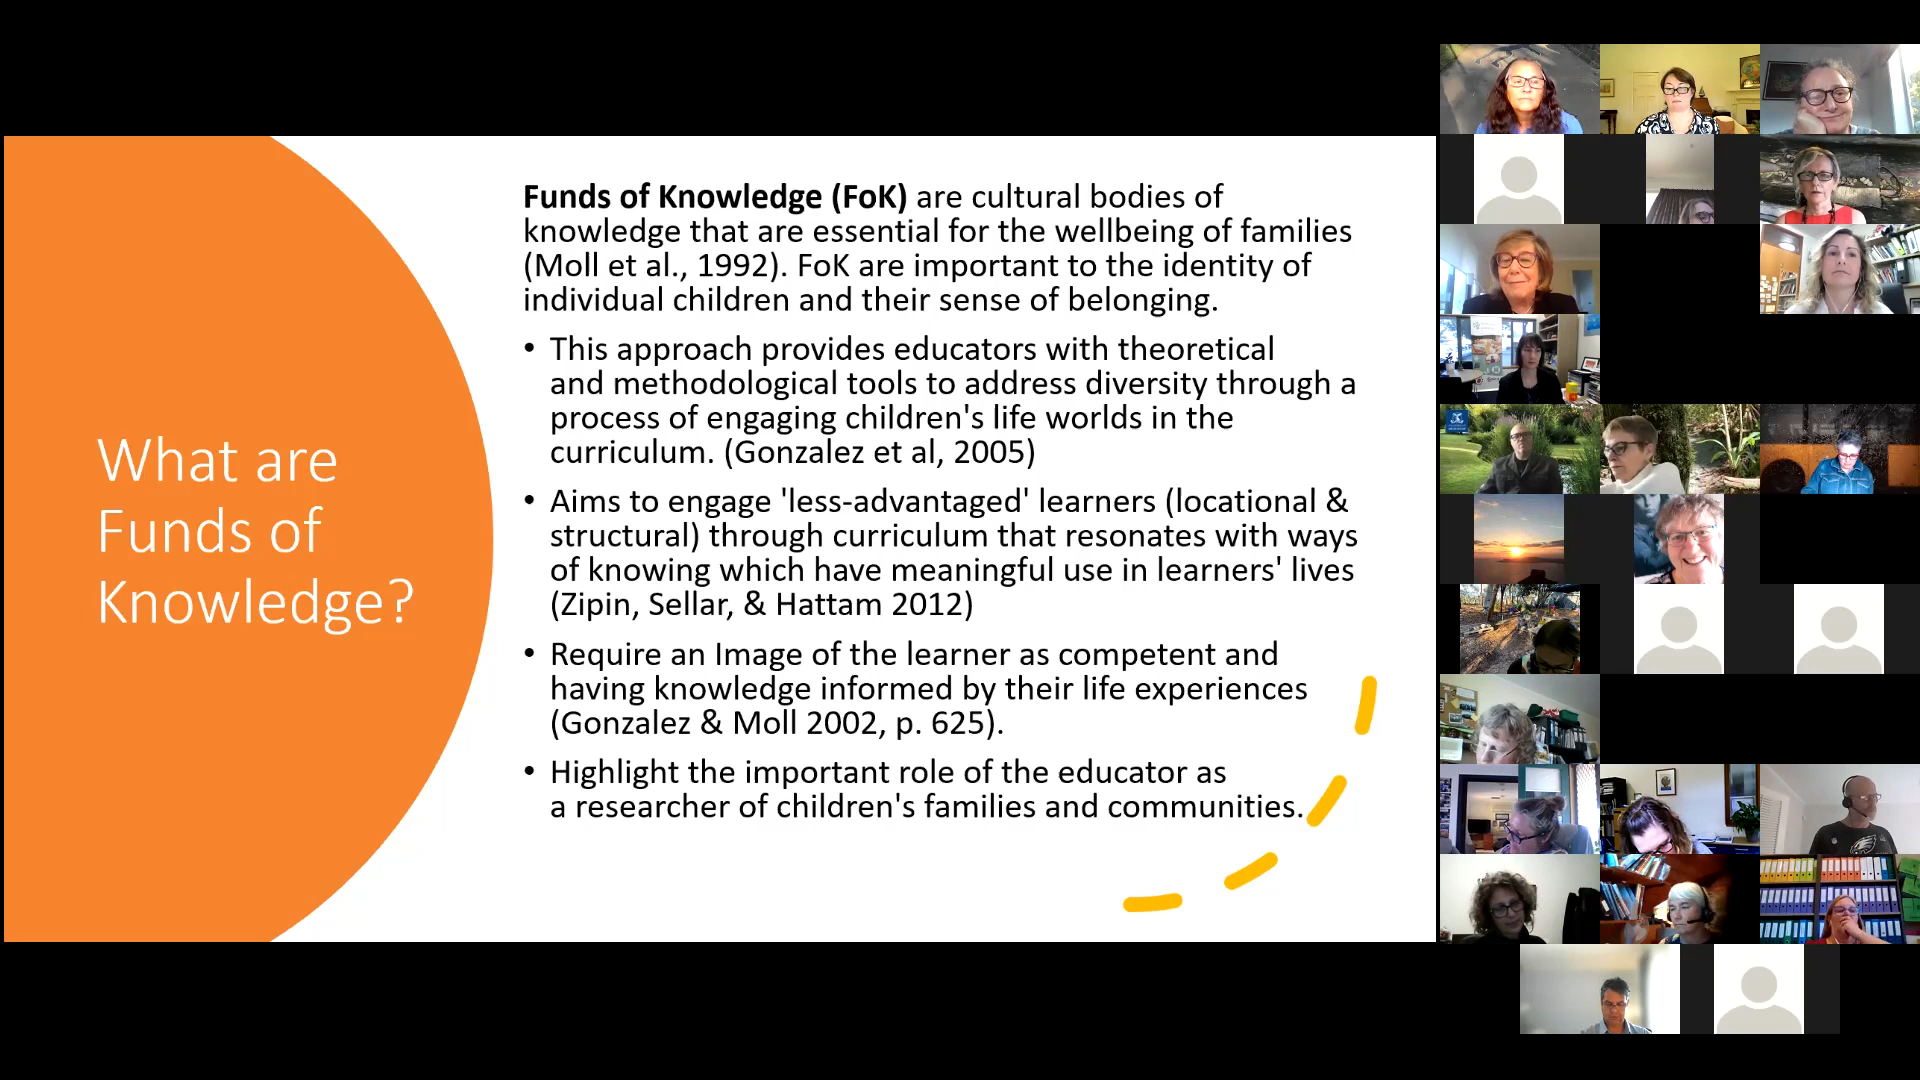 What are
Funds of
Knowledge?
Funds of Knowledge (FoK) are cultural bodies of
knowledge that are essential for the wellbeing of families
(Moll et al., 1992). FoK are important to the identity of
individual children and their sense of belonging.
• This approach provides educators with theoretical
and methodological tools to address diversity through a
process of engaging children's life worlds in the
curriculum. (Gonzalez et al, 2005)
• Aims to engage 'less-advantaged' learners (locational &
structural) through curriculum that resonates with ways
of knowing which have meaningful use in learners' lives
(Zipin, Sellar, & Hattam 2012)
• Require an Image of the learner as competent and
having knowledge informed by their life experiences
(Gonzalez & Moll 2002, p. 625).
• Highlight the important role of the educator as
a researcher of children's families and communities.